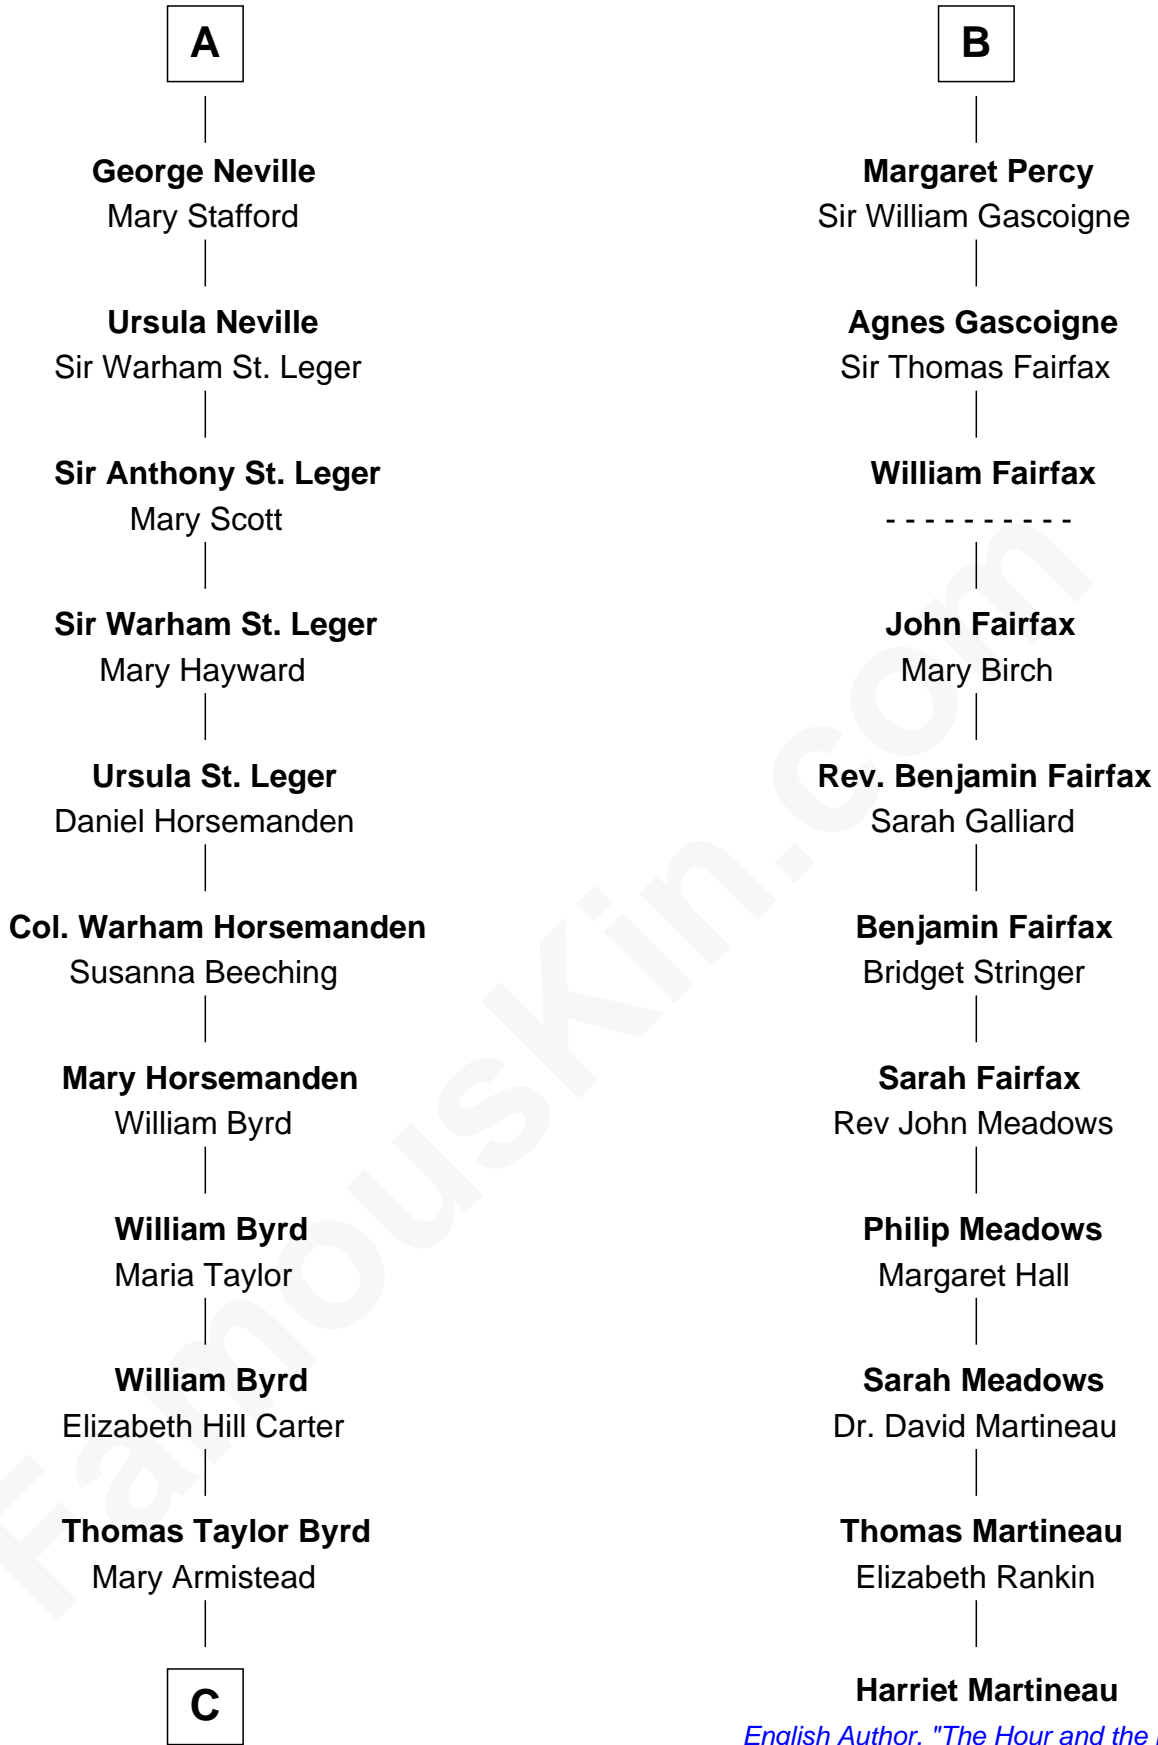 A
George Neville
Mary Stafford
Ursula Neville
Sir Warham St. Leger
Sir Anthony St. Leger
Mary Scott
Sir Warham St. Leger
Mary Hayward
Ursula St. Leger
Daniel Horsemanden
Col. Warham Horsemanden
Susanna Beeching
Mary Horsemanden
William Byrd
William Byrd
Maria Taylor
William Byrd
Elizabeth Hill Carter
Thomas Taylor Byrd
Mary Armistead
C
B
Margaret Percy
Sir William Gascoigne
Agnes Gascoigne
Sir Thomas Fairfax
William Fairfax
- - - - - - - - - -
John Fairfax
Mary Birch
Rev. Benjamin Fairfax
Sarah Galliard
Benjamin Fairfax
Bridget Stringer
Sarah Fairfax
Rev John Meadows
Philip Meadows
Margaret Hall
Sarah Meadows
Dr. David Martineau
Thomas Martineau
Elizabeth Rankin
Harriet Martineau
English Author, "The Hour and the
FamousKin.com